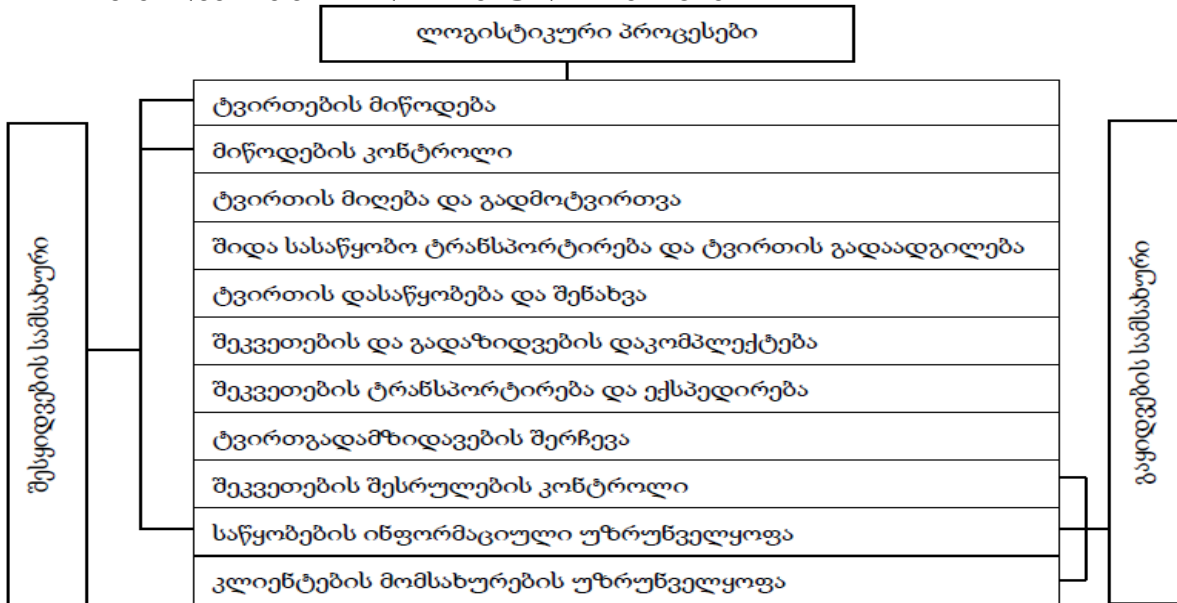 ლოგისტიკური პროცესები
ტვირთების მიწოდება
მიწოდების კონტროლი
ტვირთის მიღება და გადმოტვირთვა
შიდა სასაწყობო ტრანსპორტირება და ტვირთის გადაადგილება
ტვირთის დასაწყობება და შენახვა
შეკვეთების და გადაზიდვების დაკომპლექტება
შეკვეთების ტრანსპორტირება და ექსპედირება
ტვირთგადამზიდავების შერჩევა
შეკვეთების შესრულების კონტროლი
საწყობების ინფორმაციული უზრუნველყოფა
კლიენტების მომსახურების უზრუნველყოფა
შესყიდვების სამსახური
გაყიდვების სამსახური